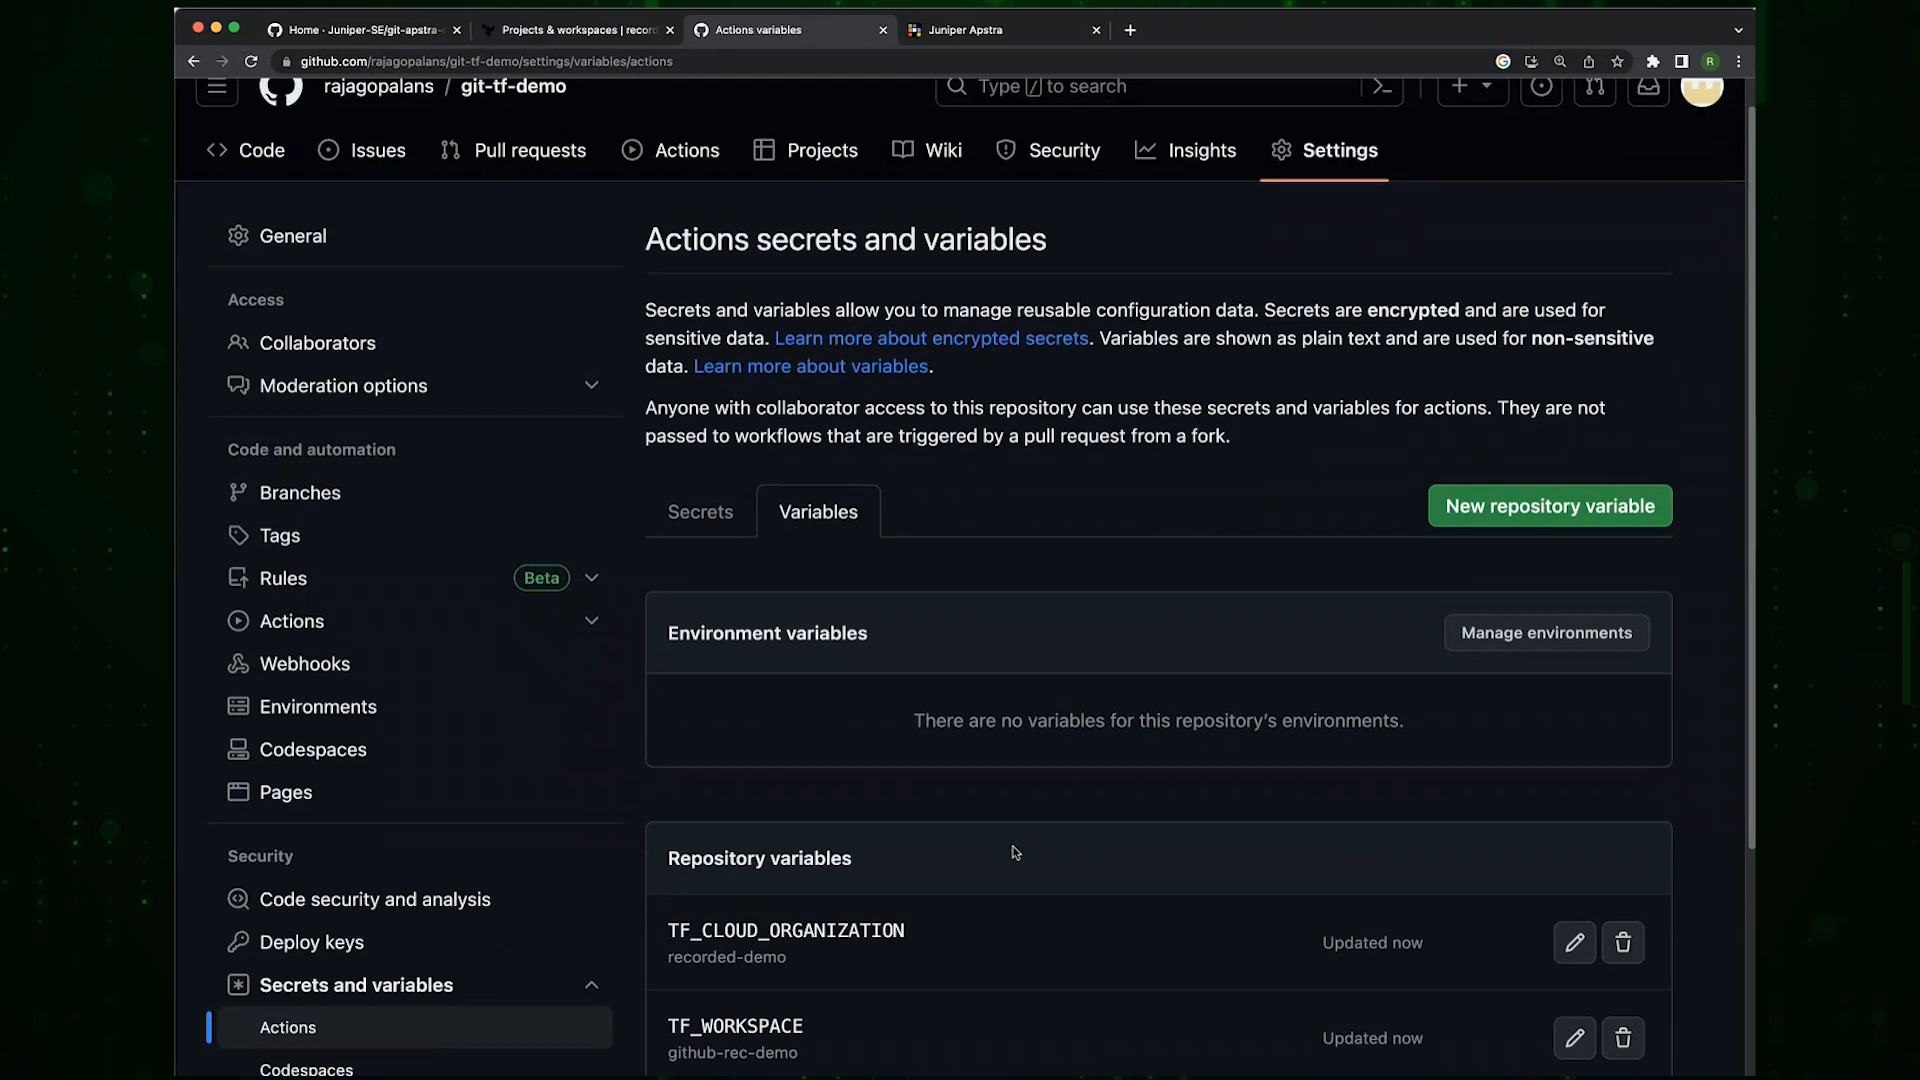 Home - Juniper-SE/git-apstra-
Projects & workspaces | record
Actions variables
Juniper Apstra
github.com/rajagopalans/git-tf-demo/settings/variables/actions
R
rajagopalans / git-tf-demo
Type / to search
Code
Issues
Pull requests
Actions
Projects
Wiki
Security
Insights
Settings
General
Access
Collaborators
Moderation options
Code and automation
Branches
Tags
Rules
Beta
Actions
Webhooks
Environments
Codespaces
Pages
Security
Code security and analysis
Deploy keys
Secrets and variables
Actions
Codespaces
Actions secrets and variables
Secrets and variables allow you to manage reusable configuration data. Secrets are encrypted and are used for
sensitive data. Learn more about encrypted secrets. Variables are shown as plain text and are used for non-sensitive
data. Learn more about variables.
Anyone with collaborator access to this repository can use these secrets and variables for actions. They are not
passed to workflows that are triggered by a pull request from a fork.
Secrets
Variables
New repository variable
Environment variables
Manage environments
There are no variables for this repository’s environments.
Repository variables
TF_CLOUD_ORGANIZATION
recorded-demo
Updated now
TF_WORKSPACE
github-rec-demo
Updated now